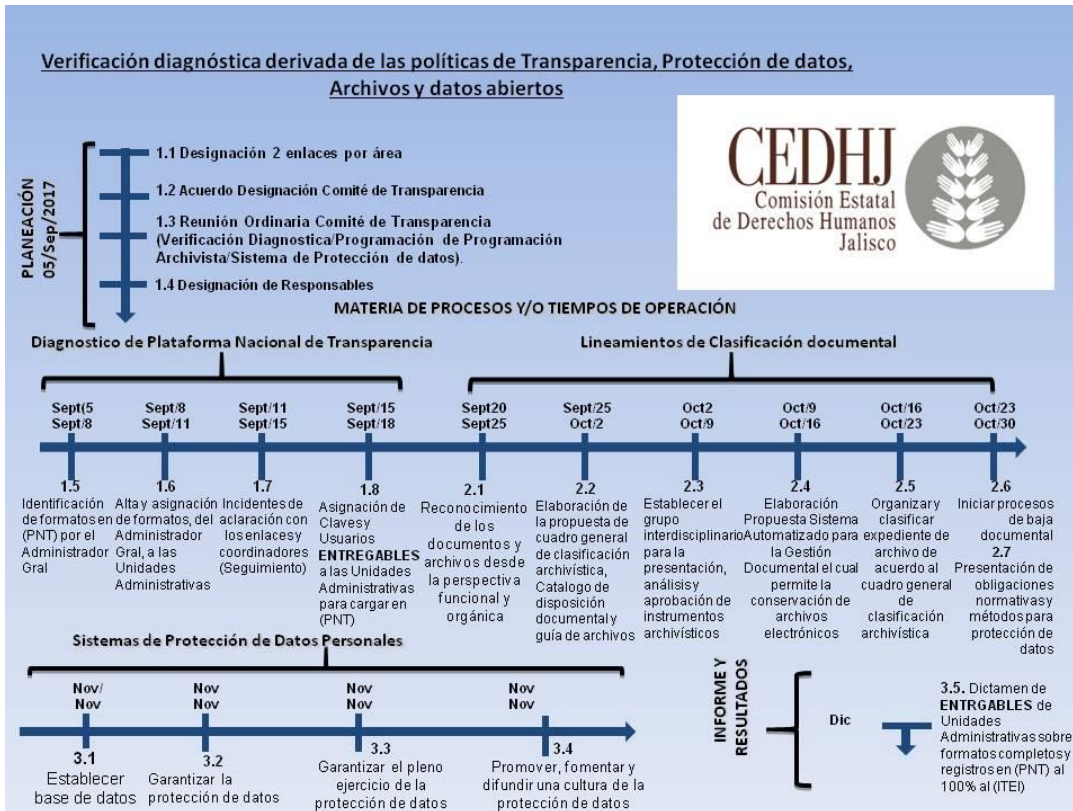 Verificación diagnóstica derivada de las políticas de Transparencia, Protección de datos,
Archivos y datos abiertos
CEDHJ
Comisión Estatal
de Derechos Humanos
Jalisco
PLANEACIÓN
05/Sep/2017
1.1 Designación 2 enlaces por área
1.2 Acuerdo Designación Comité de Transparencia
1.3 Reunión Ordinaria Comité de Transparencia
(Verificación Diagnostica/Programación de Programación
Archivista/Sistema de Protección de datos).
1.4 Designación de Responsables
MATERIA DE PROCESOS Y/O TIEMPOS DE OPERACIÓN
Diagnostico de Plataforma Nacional de Transparencia
Lineamientos de Clasificación documental
Sept(5
Sept/8
1.5
Identificación
de formatos en
(PNT) por el
Administrador
Gral
Sept/8
Sept/11
1.6
Alta y asignación
de formatos, del
Administrador
Gral, a las
Unidades
Administrativas
Sept/11
Sept/15
1.7
Incidentes de
aclaración con
los enlaces y
coordinadores
(Seguimiento)
Sept/15
Sept/18
1.8
Asignación de
Claves y
Usuarios
ENTREGABLES
a las Unidades
Administrativas
para cargar en
(PNT)
Sept20
Sept25
2.1
Reconocimiento
de los
documentos y
archivos desde
la perspectiva
funcional y
orgánica
Sept/25
Oct/2
2.2
Elaboración de
la propuesta de
cuadro general
de clasificación
archivística,
Catalogo de
disposición
documental y
guía de archivos
Oct2
Oct/9
2.3
Establecer el
grupo
interdisciplinario
para la
presentación,
análisis y
aprobación de
instrumentos
archivísticos
Oct/9
Oct/16
2.4
Elaboración
Propuesta Sistema
Automatizado para
la Gestión
Documental el cual
permite la
conservación de
archivos
electrónicos
Oct/16
Oct/23
2.5
Organizar y
clasificar
expediente de
archivo de
acuerdo al
cuadro general
de
clasificación
archivística
Oct/23
Oct/30
2.6
Iniciar procesos
de baja
documental
2.7
Presentación de
obligaciones
normativas y
métodos para
protección de
datos
Sistemas de Protección de Datos Personales
Nov/
Nov
3.1
Establecer
base de datos
Nov
Nov
3.2
Garantizar la
protección de datos
Nov
Nov
3.3
Garantizar el pleno
ejercicio de la
protección de datos
Nov
Nov
3.4
Promover, fomentar y
difundir una cultura de la
protección de datos
INFORME Y
RESULTADOS
Dic
3.5. Dictamen de
ENTRGABLES de
Unidades
Administrativas sobre
formatos completos y
registros en (PNT) al
100% al (ITEI)